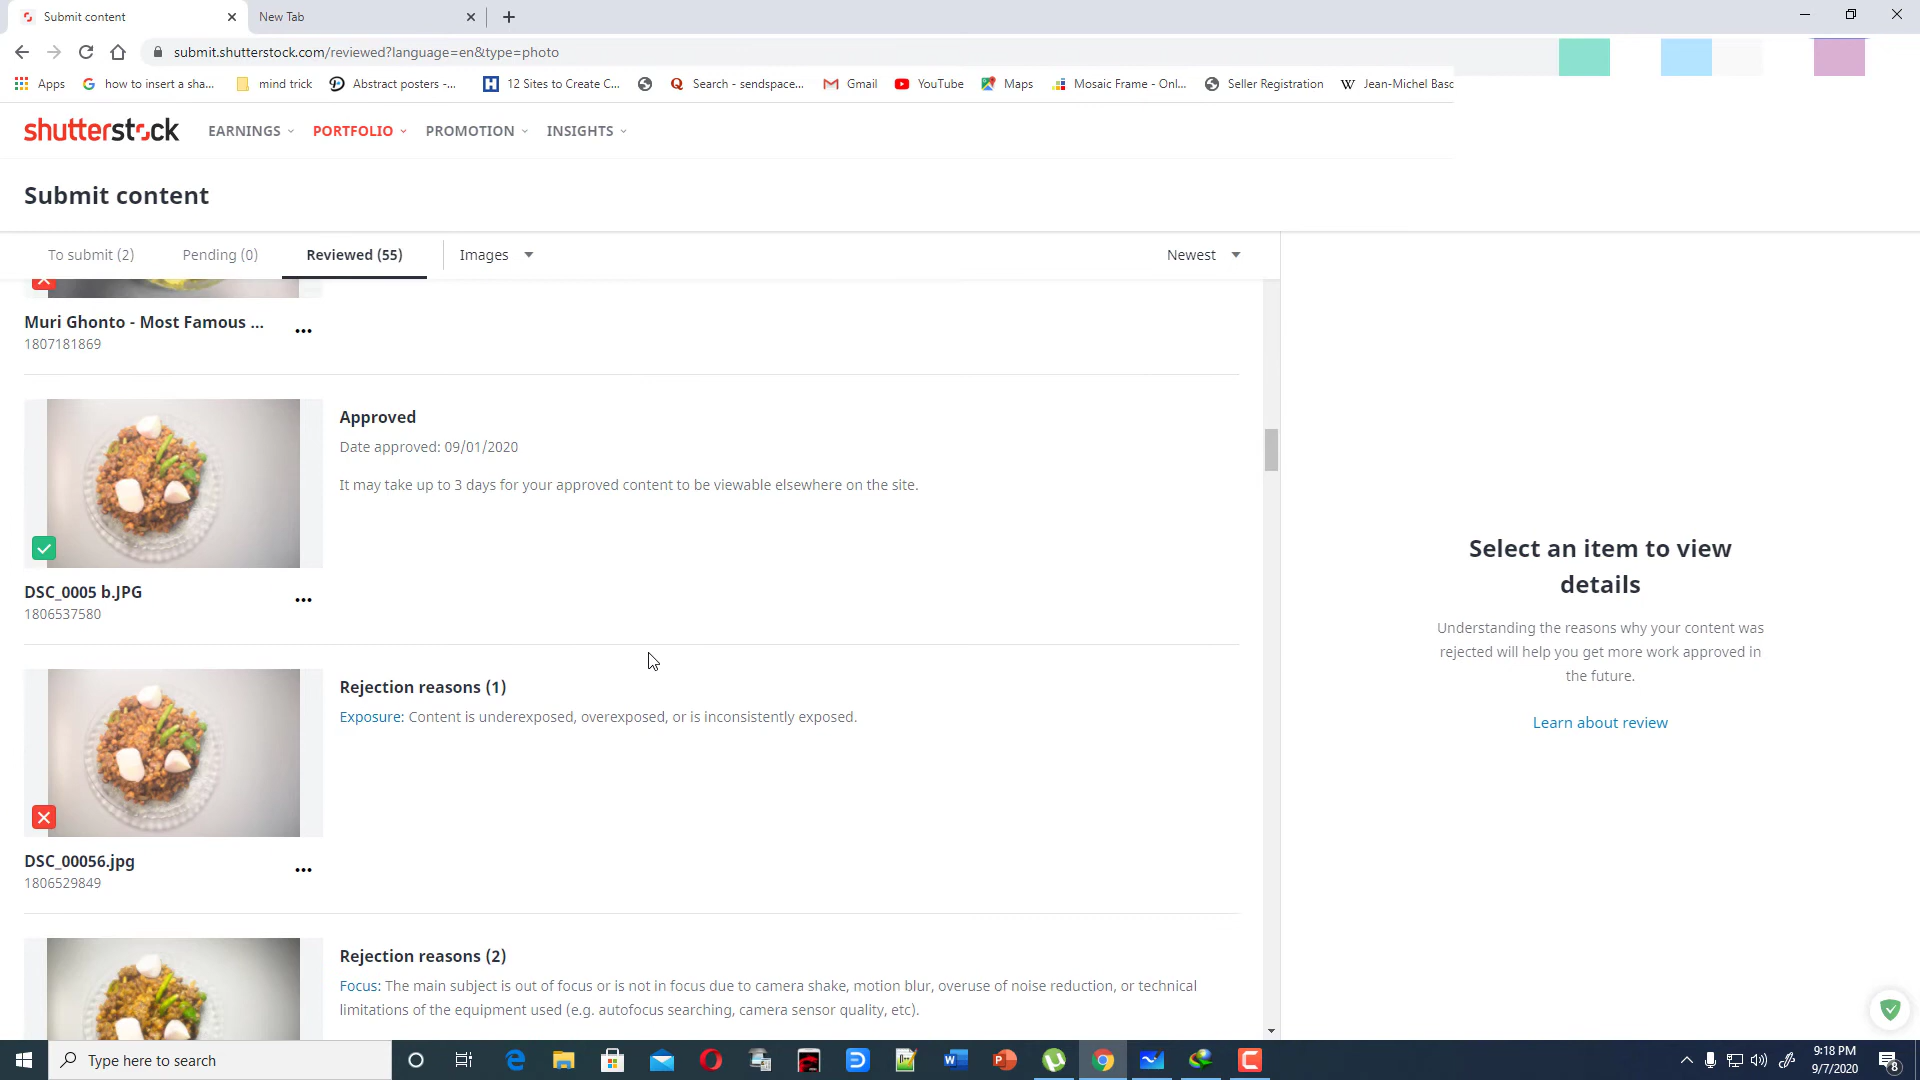 Submit content
New Tab
submit.shutterstock.com/reviewed?language=en&type=photo
Apps
how to insert a sha...
mind trick
Abstract posters -...
12 Sites to Create C...
Search - sendspace...
Gmail
YouTube
Maps
Mosaic Frame - Onl...
Seller Registration
Jean-Michel Basc
shutterstock
EARNINGS
PORTFOLIO
PROMOTION
INSIGHTS
Submit content
To submit (2)
Pending (0)
Reviewed (55)
Images
Newest
Muri Ghonto - Most Famous ...
1807181869
Approved
Date approved: 09/01/2020
It may take up to 3 days for your approved content to be viewable elsewhere on the site.
DSC_0005 b.JPG
1806537580
Rejection reasons (1)
Exposure: Content is underexposed, overexposed, or is inconsistently exposed.
DSC_00056.jpg
1806529849
Rejection reasons (2)
Focus: The main subject is out of focus or is not in focus due to camera shake, motion blur, overuse of noise reduction, or technical
limitations of the equipment used (e.g. autofocus searching, camera sensor quality, etc).
Select an item to view
details
Understanding the reasons why your content was
rejected will help you get more work approved in
the future.
Learn about review
Type here to search
9:18 PM
9/7/2020
8